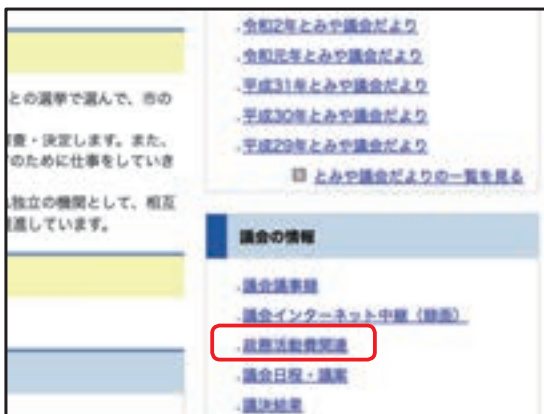 との選挙で選んで、市の
査・決定します。また、
のために仕事をしていき
独立の機関として、相互
進しています。
・令和2年とみや議会だより
・令和元年とみや議会だより
・平成31年とみや議会だより
・平成30年とみや議会だより
・平成29年とみや議会だより
とみや議会だよりの一覧を見る
議会の情報
・議会議事録
・議会インターネット中継（録画）
・政務活動費関連
・議会日程・議案
・議決結果